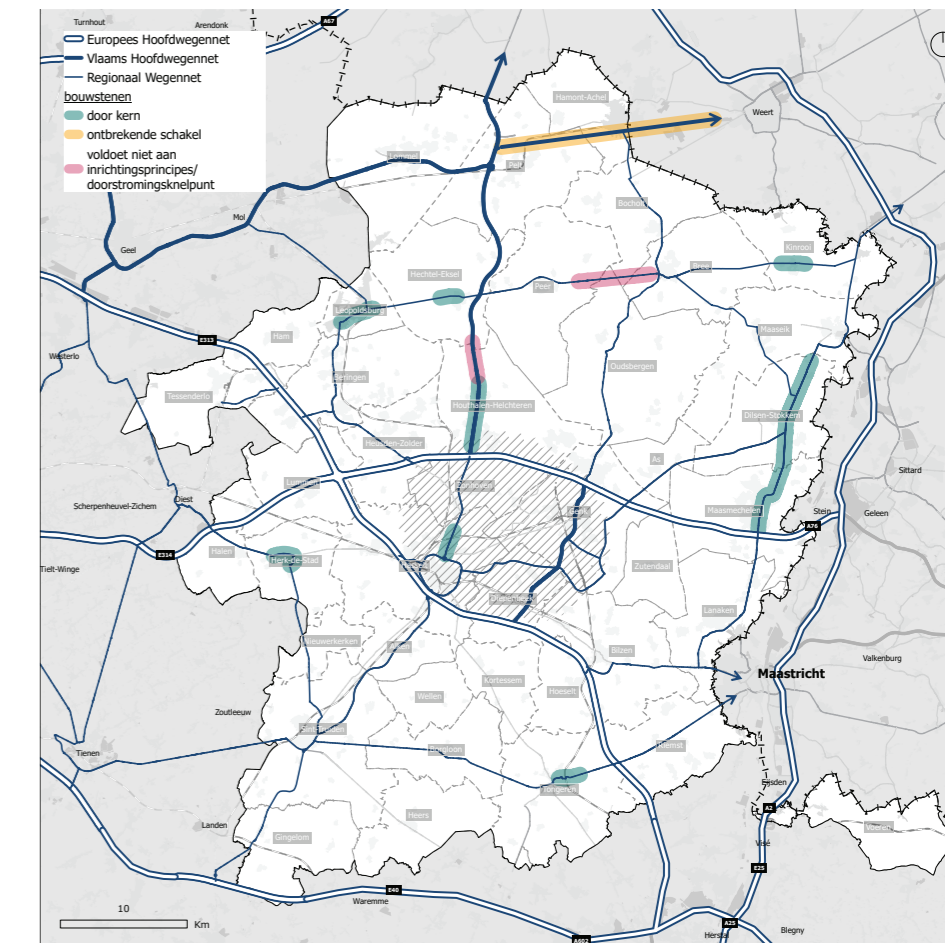 Turnhout
Arendonk
A67
Europees Hoofdwegennet
Vlaams Hoofdwegennet
Regionaal Wegennet
bouwstenen
door kern
ontbrekende schakel
voldoet niet aan
inrichtingsprincipes/
doorstromingsknelpunt
Hamont-Achel
Weert
Lommel
Pelt
Bocholt
Mol
Geel
Kinrooi
Bree
Hechtel-Eksel
Peer
Leopoldsburg
Maaseik
Ham
E313
Westerlo
Oudsbergen
Beringen
Tessenderlo
Houthalen-Helchteren
Dilsen-Stokkem
Heusden-Zolder
As
Sittard
Lummen
Zonhoven
Diest
Scherpenheuvel-Zichem
Genk
Maasmechelen
Stein
Geleen
A76
E314
Halen
Herk-de-Stad
Hasselt
Zutendaal
Tielt-Winge
Diepenbeek
Lanaken
Nieuwerkerken
Alken
Bilzen
Valkenburg
Maastricht
Kortessem
Hoeselt
Wellen
Zoutleeuw
Sint-Truiden
Riemst
Borgloon
Tienen
Eijsden
Tongeren
A2
Heers
Landen
Voeren
Gingelom
Visé
E25
E40
Waremme
10
Km
A25
Herstal
Blegny
A602